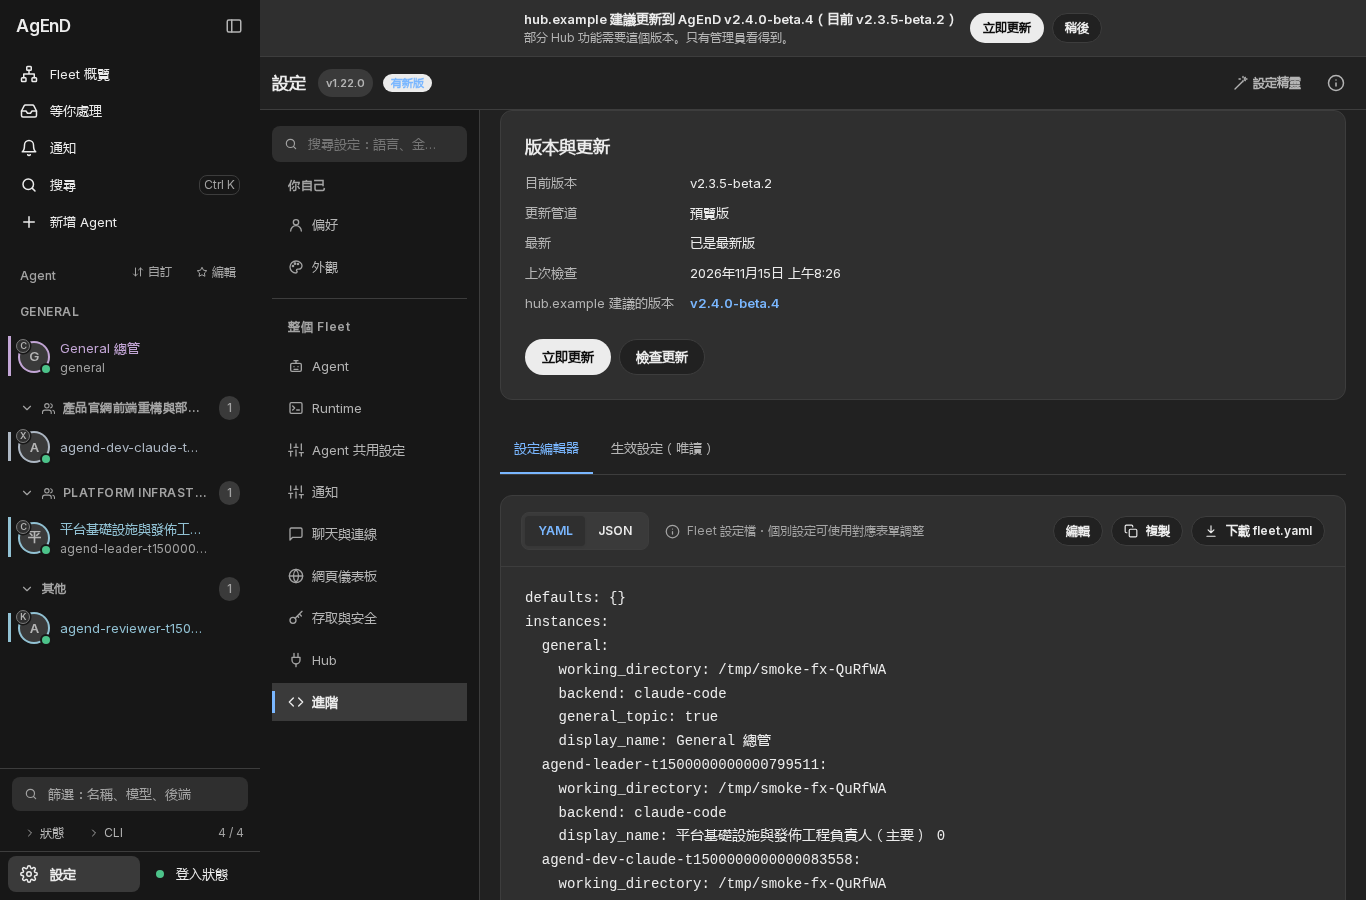 AgEnD
Fleet 概覽
等你處理
通知
搜尋
Ctrl K
新增 Agent
Agent
自訂
編輯
GENERAL
C
G
General 總管
general
產品官網前端重構與部…
1
X
A
agend-dev-claude-t…
PLATFORM INFRAST…
1
C
平
平台基礎設施與發佈工…
agend-leader-t150000…
其他
1
K
A
agend-reviewer-t150…
篩選：名稱、模型、後端
狀態
CLI
4 / 4
設定
登入狀態
hub.example 建議更新到 AgEnD v2.4.0-beta.4（目前 v2.3.5-beta.2）
部分 Hub 功能需要這個版本。只有管理員看得到。
立即更新
稍後
設定
v1.22.0
有新版
設定精靈
搜尋設定：語言、金…
你自己
偏好
外觀
整個 Fleet
Agent
Runtime
Agent 共用設定
通知
聊天與連線
網頁儀表板
存取與安全
Hub
進階
版本與更新
目前版本 v2.3.5-beta.2
更新管道 預覽版
最新 已是最新版
上次檢查 2026年11月15日 上午8:26
hub.example 建議的版本 v2.4.0-beta.4
立即更新
檢查更新
設定編輯器
生效設定（唯讀）
YAML
JSON
Fleet 設定檔・個別設定可使用對應表單調整
編輯
複製
下載 fleet.yaml
defaults: {}
instances:
general:
working_directory: /tmp/smoke-fx-QuRfWA
backend: claude-code
general_topic: true
display_name: General 總管
agent-leader-t1500000000000799511:
working_directory: /tmp/smoke-fx-QuRfWA
backend: claude-code
display_name: 平台基礎設施與發佈工程負責人（主要） 0
agent-dev-claude-t1500000000000083558:
working_directory: /tmp/smoke-fx-QuRfWA